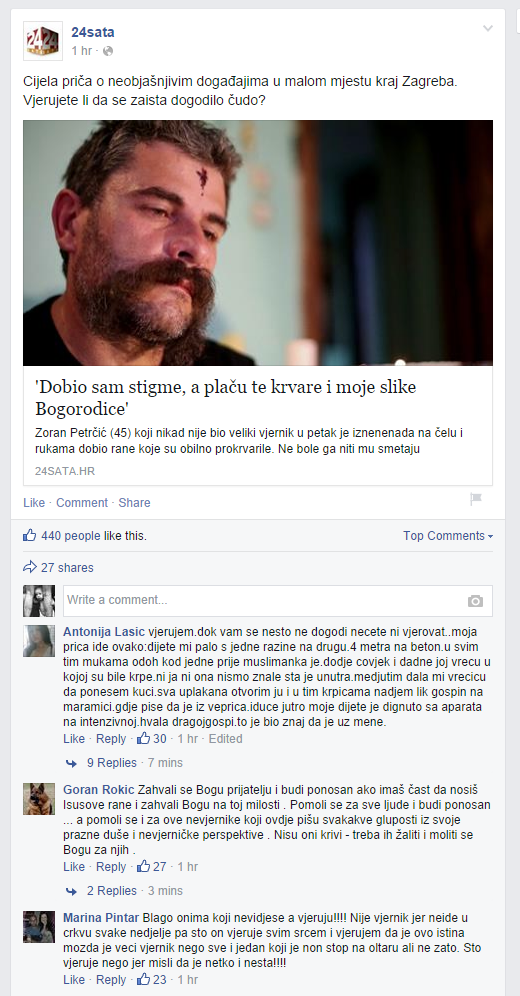 24sata
1 hr ·
Cijela priča o neobjašnjivim događajima u malom mjestu kraj Zagreba.
Vjerujete li da se zaista dogodilo čudo?
'Dobio sam stigme, a plaču te krvare i moje slike
Bogorodice'
Zoran Petrčić (45) koji nikad nije bio veliki vjernik u petak je iznenenada na čelu i
rukama dobio rane koje su obilno prokrvarile. Ne bole ga niti mu smetaju
24SATA.HR
Like · Comment · Share
440 people like this.
Top Comments
27 shares
Write a comment...
Antonija Lasic vjerujem.dok vam se nesto ne dogodi necete ni vjerovat..moja
prica ide ovako:dijete mi palo s jedne razine na drugu.4 metra na beton.u svim
tim mukama odoh kod jedne prije muslimanka je.dodje covjek i dadne joj vrecu u
kojoj su bile krpe.ni ja ni ona nismo znale sta je unutra.medjutim dala mi vrecicu
da ponesem kuci.sva uplakana otvorim ju i u tim krpicama nadjem lik gospin na
maramici.gdje pise da je iz veprica.iduce jutro moje dijete je dignuto sa aparata
na intenzivnoj.hvala dragojgospi.to je bio znaj da je uz mene.
Like · Reply · 30 · 1 hr · Edited
9 Replies · 7 mins
Goran Rokic Zahvali se Bogu prijatelju i budi ponosan ako imaš čast da nosiš
Isusove rane i zahvali Bogu na toj milosti . Pomoli se za sve ljude i budi ponosan
... a pomoli se i za ove nevjernike koji ovdje pišu svakakve gluposti iz svoje
prazne duše i nevjerničke perspektive . Nisu oni krivi - treba ih žaliti i moliti se
Bogu za njih .
Like · Reply · 27 · 1 hr
2 Replies · 3 mins
Marina Pintar Blago onima koji nevidjese a vjeruju!!!! Nije vjernik jer neide u
crkvu svake nedjelje pa sto on vjeruje svim srcem i vjerujem da je ovo istina
mozda je veci vjernik nego sve i jedan koji je non stop na oltaru ali ne zato. Sto
vjeruje nego jer misli da je netko i nesta!!!!
Like · Reply · 23 · 1 hr